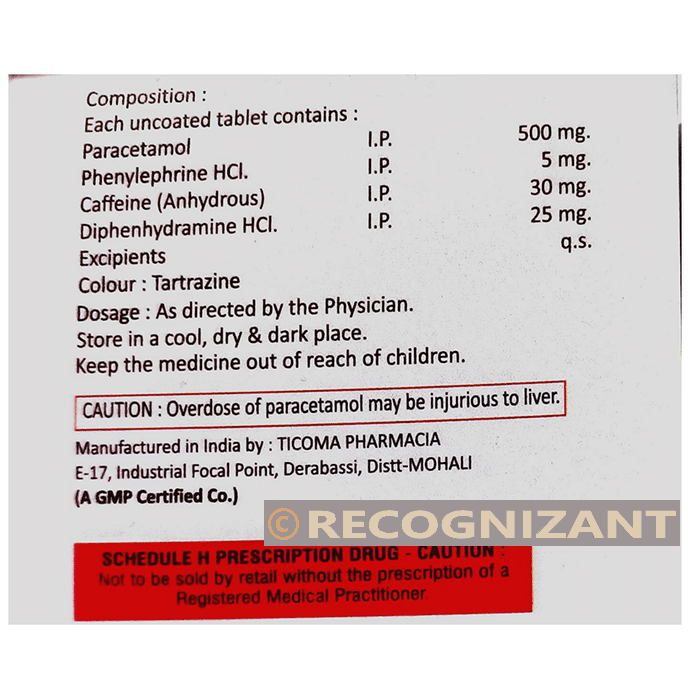 Composition :
Each uncoated tablet contains :
Paracetamol I.P. 500 mg.
Phenylephrine HCl. I.P. 5 mg.
Caffeine (Anhydrous) I.P. 30 mg.
Diphenhydramine HCl. I.P. 25 mg.
Excipients q.s.
Colour : Tartrazine
Dosage : As directed by the Physician.
Store in a cool, dry & dark place.
Keep the medicine out of reach of children.
CAUTION : Overdose of paracetamol may be injurious to liver.
Manufactured in India by : TICOMA PHARMACIA
E-17, Industrial Focal Point, Derabassi, Distt-MOHALI
(A GMP Certified Co.)
© RECOGNIZANT
SCHEDULE H PRESCRIPTION DRUG - CAUTION :
Not to be sold by retail without the prescription of a
Registered Medical Practitioner.